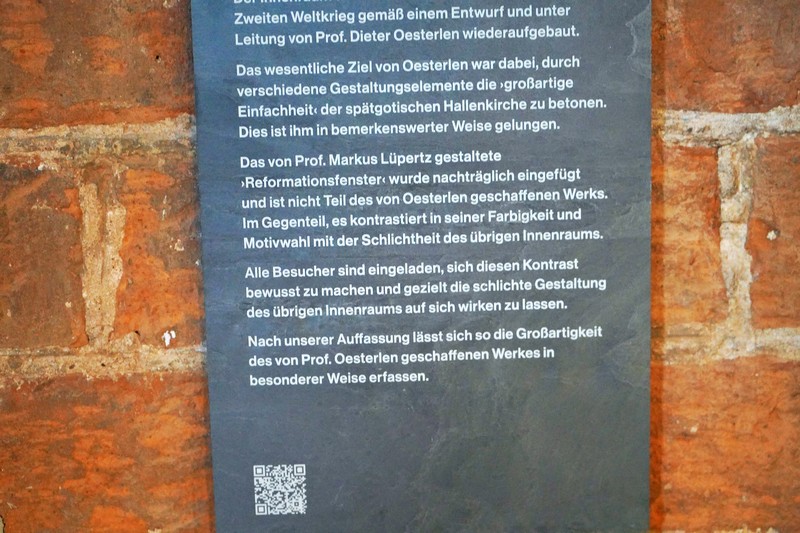 Der Innenraum
Zweiten Weltkrieg gemäß einem Entwurf und unter
Leitung von Prof. Dieter Oesterlen wiederaufgebaut.
Das wesentliche Ziel von Oesterlen war dabei, durch
verschiedene Gestaltungselemente die ›großartige
Einfachheit‹ der spätgotischen Hallenkirche zu betonen.
Dies ist ihm in bemerkenswerter Weise gelungen.
Das von Prof. Markus Lüpertz gestaltete
›Reformationsfenster‹ wurde nachträglich eingefügt
und ist nicht Teil des von Oesterlen geschaffenen Werks.
Im Gegenteil, es kontrastiert in seiner Farbigkeit und
Motivwahl mit der Schlichtheit des übrigen Innenraums.
Alle Besucher sind eingeladen, sich diesen Kontrast
bewusst zu machen und gezielt die schlichte Gestaltung
des übrigen Innenraums auf sich wirken zu lassen.
Nach unserer Auffassung lässt sich so die Großartigkeit
des von Prof. Oesterlen geschaffenen Werkes in
besonderer Weise erfassen.